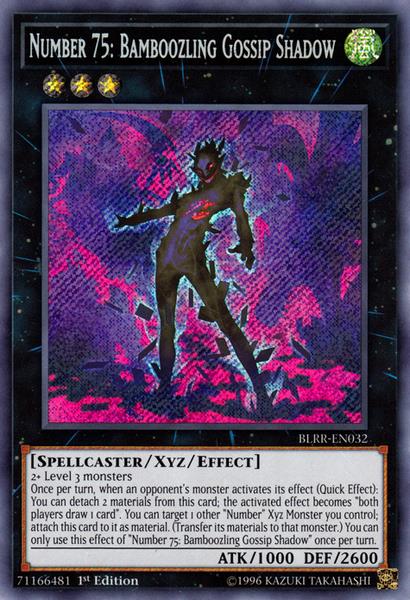 NUMBER 75: BAMBOOZLING GOSSIP SHADOW
BLRR-EN032
[SPELLCASTER/XYZ/EFFECT]
2+ Level 3 monsters
Once per turn, when an opponent's monster activates its effect (Quick Effect):
You can detach 2 materials from this card; the activated effect becomes "both
players draw 1 card". You can target 1 other "Number" Xyz Monster you control;
attach this card to it as material. (Transfer its materials to that monster.) You can
only use this effect of "Number 75: Bamboozling Gossip Shadow" once per turn.
ATK/1000 DEF/2600
71166481 1st Edition ©1996 KAZUKI TAKAHASHI